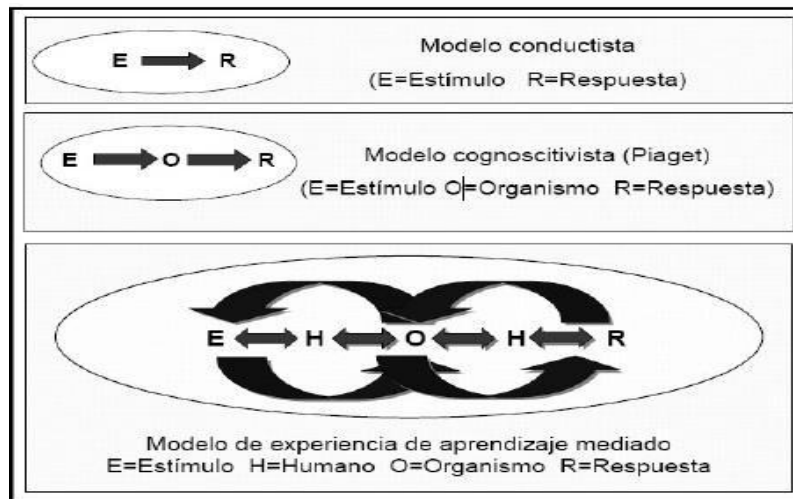 E R
Modelo conductista
(E=Estímulo R=Respuesta)
E O R
Modelo cognoscitivista (Piaget)
(E=Estímulo O=Organismo R=Respuesta)
E H O H R
Modelo de experiencia de aprendizaje mediado
E=Estímulo H=Humano O=Organismo R=Respuesta